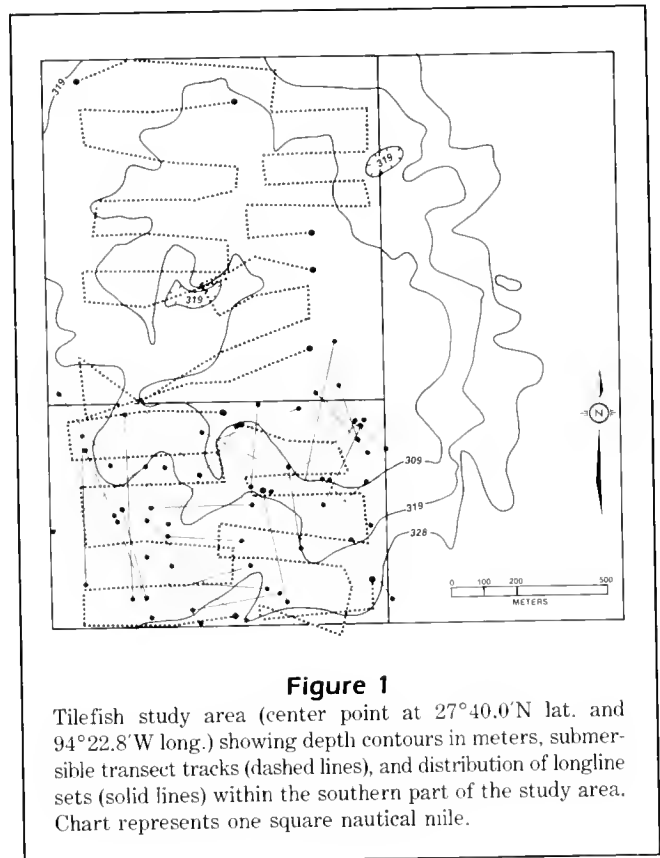 319
319
319
309
319
328
N
0 100 200 500
METERS
Figure 1
Tilefish study area (center point at 27°40.0′N lat. and
94°22.8′W long.) showing depth contours in meters, submer-
sible transect tracks (dashed lines), and distribution of longline
sets (solid lines) within the southern part of the study area.
Chart represents one square nautical mile.